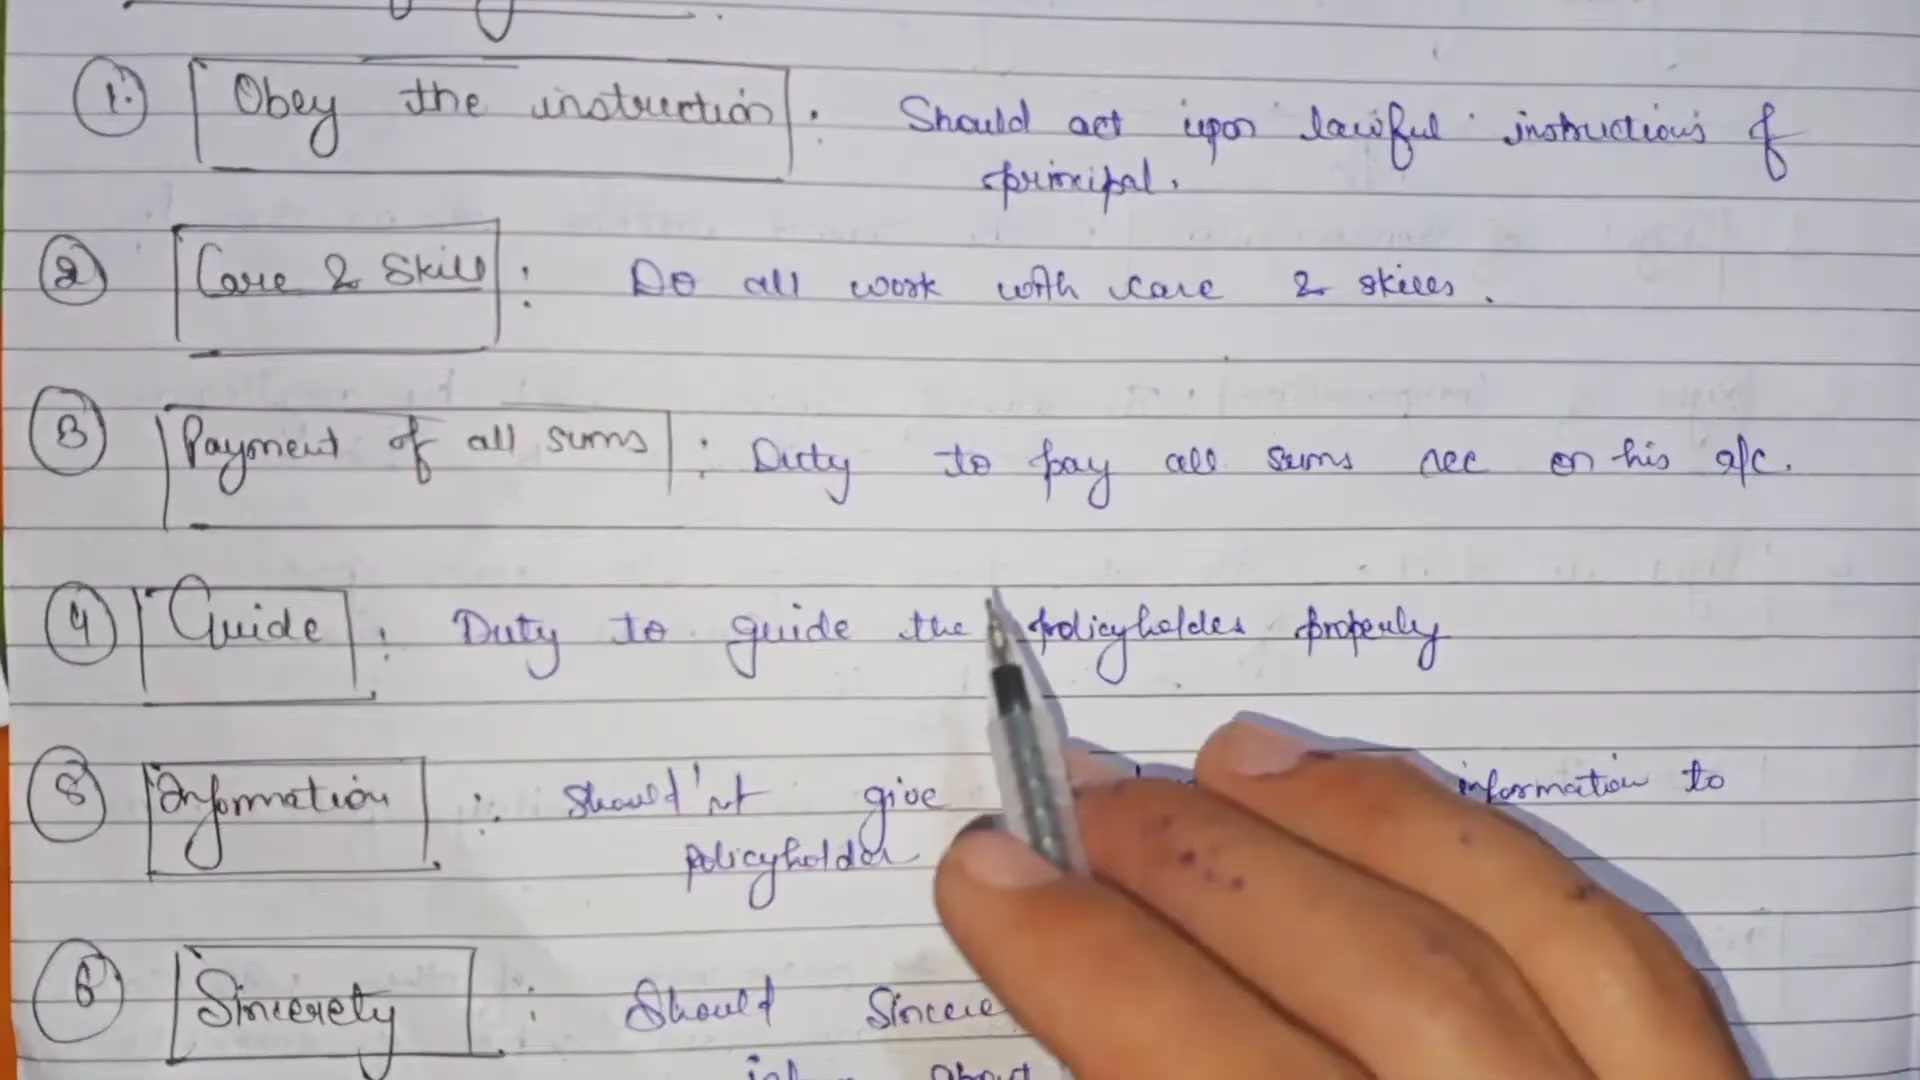 1. Obey the instruction : Should act upon lawful instructions of
principal.
2 Care & Skill : Do all work with care & skills.
3 Payment of all sums : Duty to pay all sums rec on his a/c.
4 Guide : Duty to guide the policyholder properly
5 Information : Should'nt give information to
policyholder
6 Sincerety : Should Sincere
about